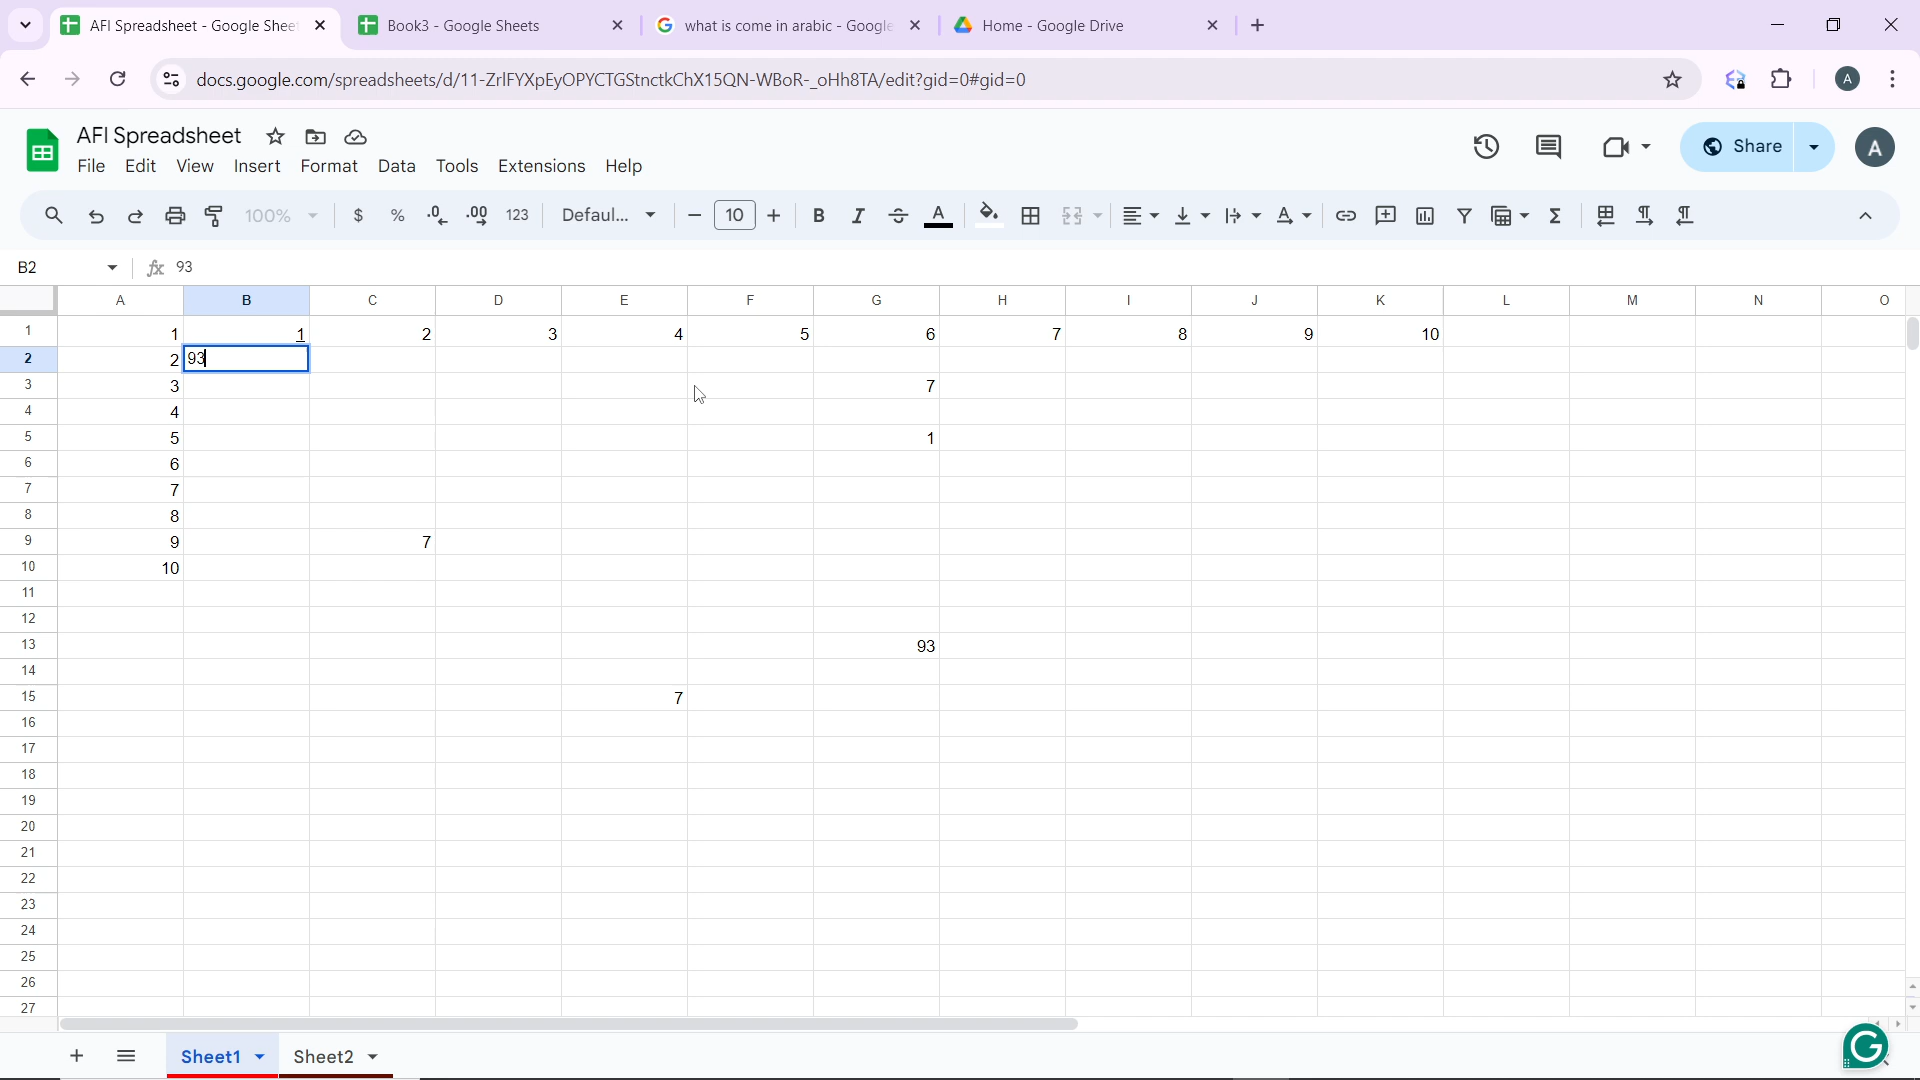 AFI Spreadsheet - Google Shee
Book3 - Google Sheets
what is come in arabic - Google
Home - Google Drive
docs.google.com/spreadsheets/d/11-ZrlFYXpEyOPYCTGStnctkChX15QN-WBoR-_oHh8TA/edit?gid=0#gid=0
A
AFI Spreadsheet
File Edit View Insert Format Data Tools Extensions Help
Share
A
100% $ % .0 .00 123 Defaul... 10 B I A Σ
B2 fx 93
A B C D E F G H I J K L M N O
1 1 1 2 3 4 5 6 7 8 9 10
2 2 93
3 3 7
4 4
5 5 1
6 6
7 7
8 8
9 9 7
10 10
11
12
13 93
14
15 7
16
17
18
19
20
21
22
23
24
25
26
27
Sheet1 Sheet2
G